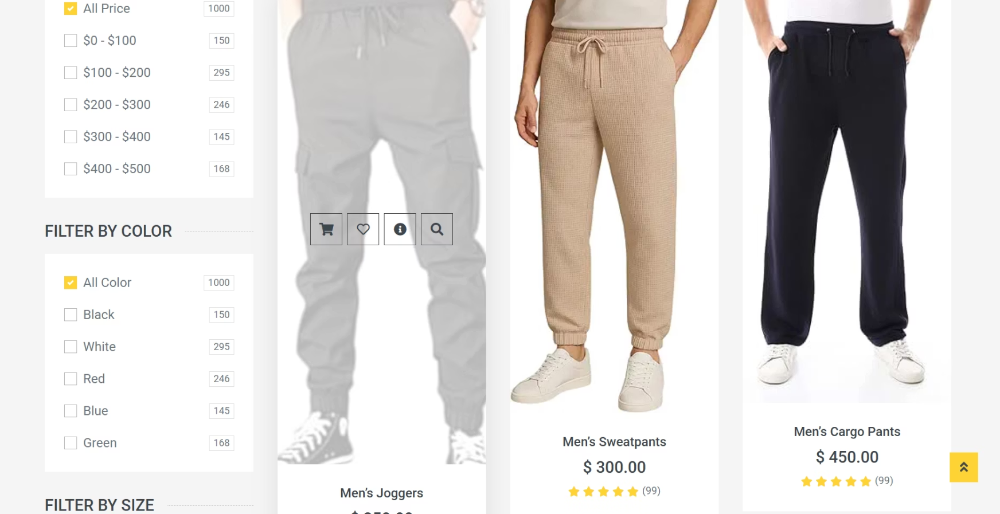 All Price 1000
$0 - $100 150
$100 - $200 295
$200 - $300 246
$300 - $400 145
$400 - $500 168
FILTER BY COLOR
All Color 1000
Black 150
White 295
Red 246
Blue 145
Green 168
FILTER BY SIZE
Men’s Joggers
Men’s Sweatpants
$ 300.00
(99)
Men’s Cargo Pants
$ 450.00
(99)